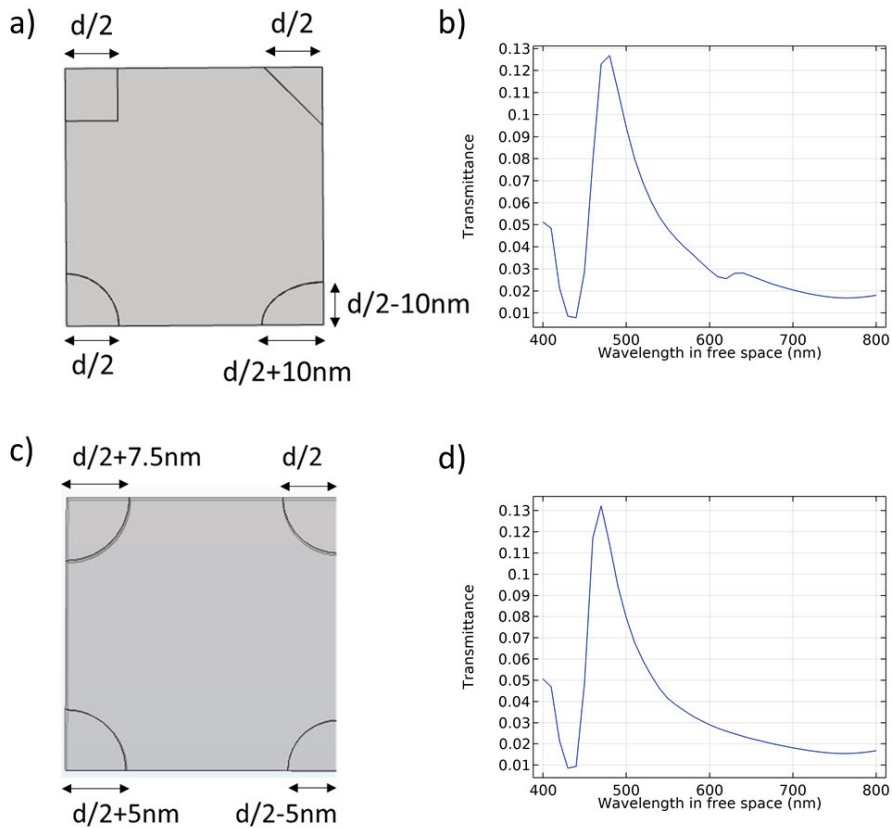 a)
d/2
d/2
d/2-10nm
d/2
d/2+10nm
b)
0.13
0.12
0.11
0.1
0.09
0.08
0.07
0.06
0.05
0.04
0.03
0.02
0.01
Transmittance
400 500 600 700 800
Wavelength in free space (nm)
c)
d/2+7.5nm
d/2
d/2+5nm
d/2-5nm
d)
0.13
0.12
0.11
0.1
0.09
0.08
0.07
0.06
0.05
0.04
0.03
0.02
0.01
Transmittance
400 500 600 700 800
Wavelength in free space (nm)